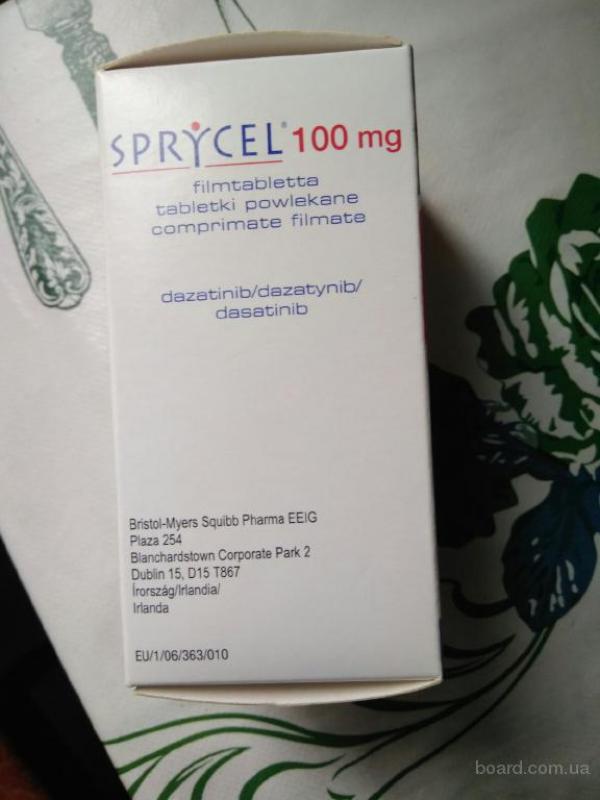 SPRYCEL® 100 mg
filmtabletta
tabletki powlekane
comprimate filmate
dazatinib/dazatynib/
dasatinib
Bristol-Myers Squibb Pharma EEIG
Plaza 254
Blanchardstown Corporate Park 2
Dublin 15, D15 T867
Írország/Irlandia/
Irlanda
EU/1/06/363/010
board.com.ua